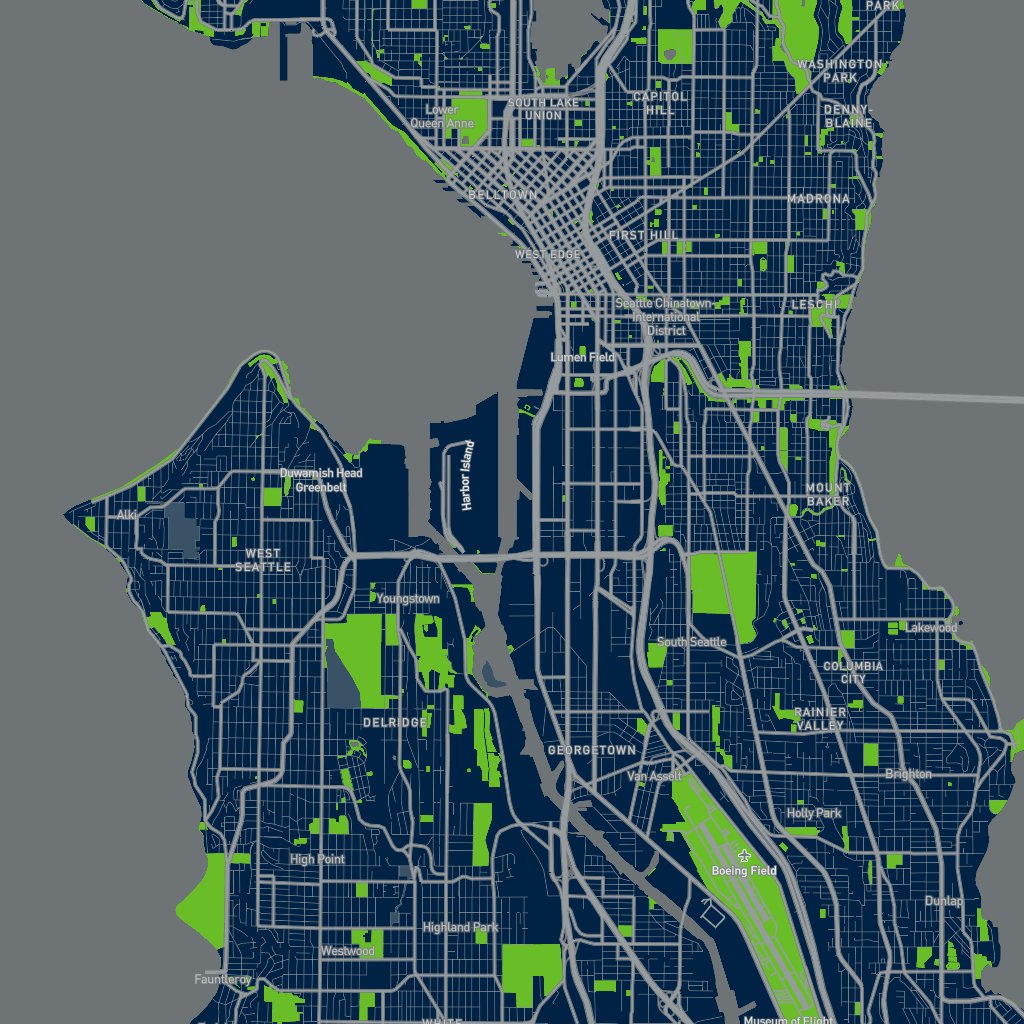 PARK
WASHINGTON
PARK
CAPITOL
HILL
SOUTH LAKE
UNION
Lower
Queen Anne
DENNY-
BLAINE
BELLTOWN
MADRONA
FIRST HILL
WEST EDGE
Seattle Chinatown-
International
District
LESCHI
Lumen Field
Harbor Island
Duwamish Head
Greenbelt
MOUNT
BAKER
Alki
WEST
SEATTLE
Youngstown
Lakewood
South Seattle
COLUMBIA
CITY
RAINIER
VALLEY
DELRIDGE
GEORGETOWN
Van Asselt
Brighton
Holly Park
High Point
Boeing Field
Dunlap
Highland Park
Westwood
Fauntleroy
WHITE
Museum of Flight